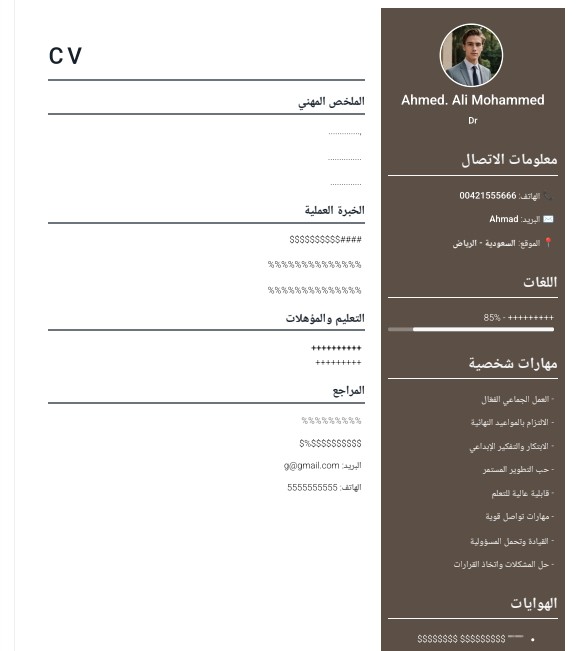 Ahmed. Ali Mohammed
Dr
معلومات الاتصال
الهاتف: 00421555666
البريد: Ahmad
الموقع: السعودية - الرياض
اللغات
+++++++++ - 85%
مهارات شخصية
- العمل الجماعي الفعّال
- الالتزام بالمواعيد النهائية
- الابتكار والتفكير الإبداعي
- حب التطوير المستمر
- قابلية عالية للتعلم
- مهارات تواصل قوية
- القيادة وتحمل المسؤولية
- حل المشكلات واتخاذ القرارات
الهوايات
$$$$$$$$ $$$$$$$$$
CV
الملخص المهني
..............,
..............
.............
الخبرة العملية
####$$$$$$$$$$
%%%%%%%%%%%%%%
%%%%%%%%%%%%%%
التعليم والمؤهلات
++++++++++
+++++++++
المراجع
%%%%%%%%%
$%$$$$$$$$$$
البريد: g@gmail.com
الهاتف: 5555555555